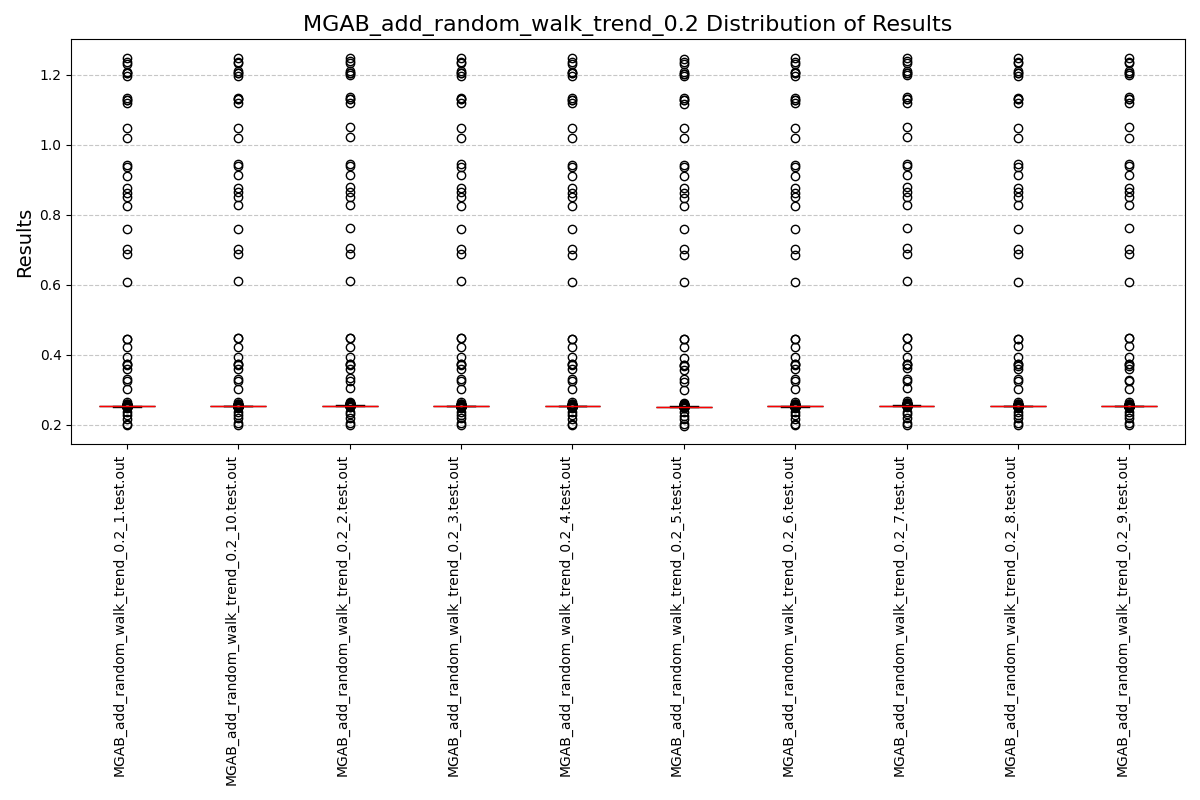 MGAB_add_random_walk_trend_0.2 Distribution of Results
Results
1.2
1.0
0.8
0.6
0.4
0.2
MGAB_add_random_walk_trend_0.2_1.test.out
MGAB_add_random_walk_trend_0.2_10.test.out
MGAB_add_random_walk_trend_0.2_2.test.out
MGAB_add_random_walk_trend_0.2_3.test.out
MGAB_add_random_walk_trend_0.2_4.test.out
MGAB_add_random_walk_trend_0.2_5.test.out
MGAB_add_random_walk_trend_0.2_6.test.out
MGAB_add_random_walk_trend_0.2_7.test.out
MGAB_add_random_walk_trend_0.2_8.test.out
MGAB_add_random_walk_trend_0.2_9.test.out